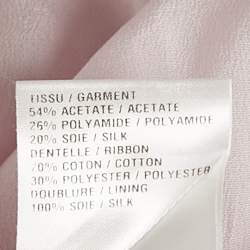 TISSU / GARMENT
54% ACETATE / ACETATE
26% POLYAMIDE / POLYAMIDE
20% SOIE / SILK
DENTELLE / RIBBON
70% COTON / COTTON
30% POLYESTER / POLYESTER
DOUBLURE / LINING
100% SOIE / SILK